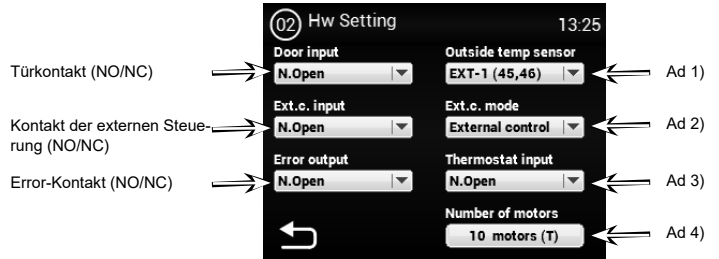 02 Hw Setting 13:25
Door input Outside temp sensor
Türkontakt (NO/NC) N.Open EXT-1 (45,46) Ad 1)
Ext.c. input Ext.c. mode
Kontakt der externen Steue-
rung (NO/NC) N.Open External control Ad 2)
Error output Thermostat input
Error-Kontakt (NO/NC) N.Open N.Open Ad 3)
Number of motors
10 motors (T) Ad 4)